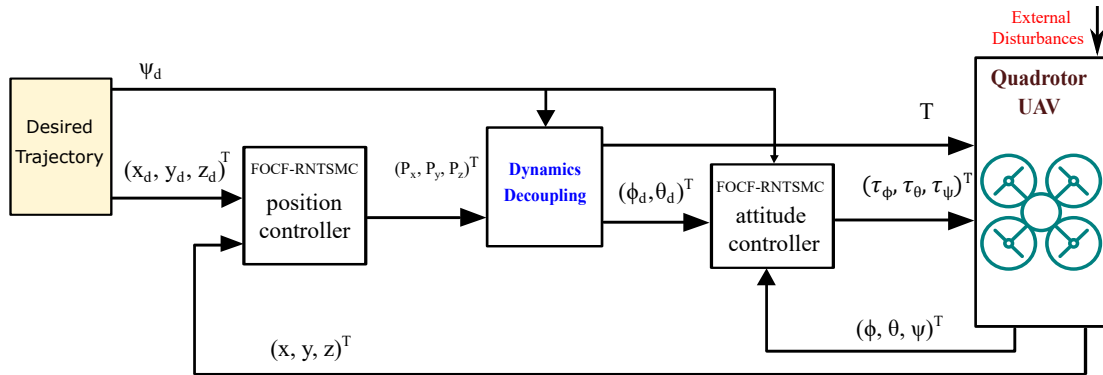 External
Disturbances
Quadrotor
UAV
ψd
T
Desired
Trajectory
(xd, yd, zd)T
FOCF-RNTSMC
position
controller
(Px, Py, Pz)T
Dynamics
Decoupling
(ϕd,θd)T
FOCF-RNTSMC
attitude
controller
(τϕ, τθ, τψ)T
(ϕ, θ, ψ)T
(x, y, z)T